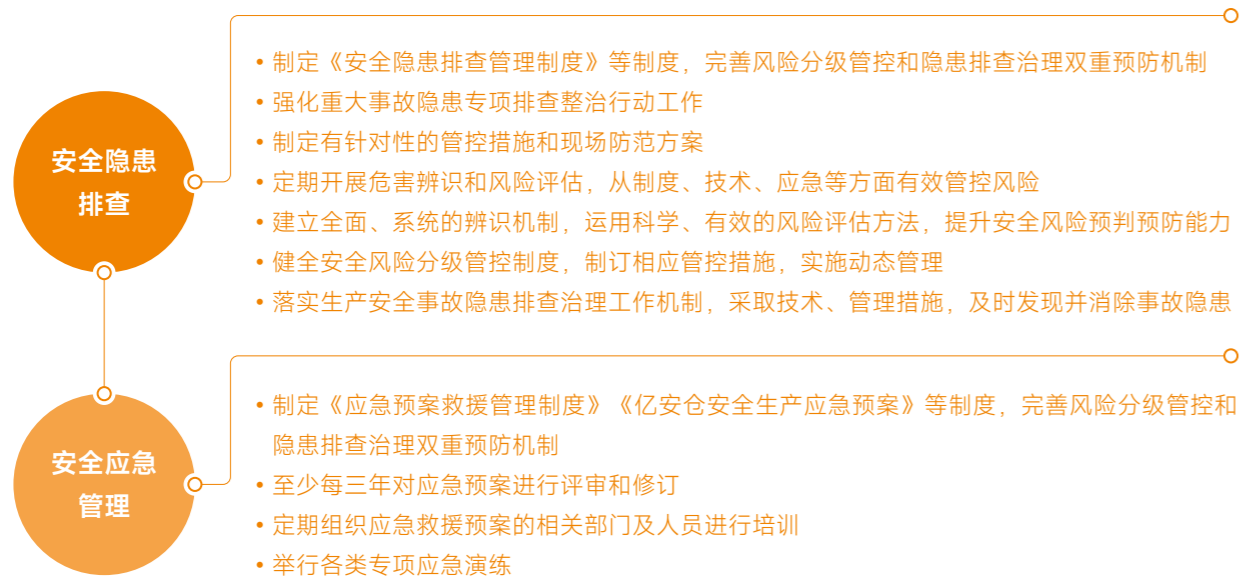 安全隐患
排查
• 制定《安全隐患排查管理制度》等制度，完善风险分级管控和隐患排查治理双重预防机制
• 强化重大事故隐患专项排查整治行动工作
• 制定有针对性的管控措施和现场防范方案
• 定期开展危害辨识和风险评估，从制度、技术、应急等方面有效管控风险
• 建立全面、系统的辨识机制，运用科学、有效的风险评估方法，提升安全风险预判预防能力
• 健全安全风险分级管控制度，制订相应管控措施，实施动态管理
• 落实生产安全事故隐患排查治理工作机制，采取技术、管理措施，及时发现并消除事故隐患
安全应急
管理
• 制定《应急预案救援管理制度》《亿安仓安全生产应急预案》等制度，完善风险分级管控和
隐患排查治理双重预防机制
• 至少每三年对应急预案进行评审和修订
• 定期组织应急救援预案的相关部门及人员进行培训
• 举行各类专项应急演练